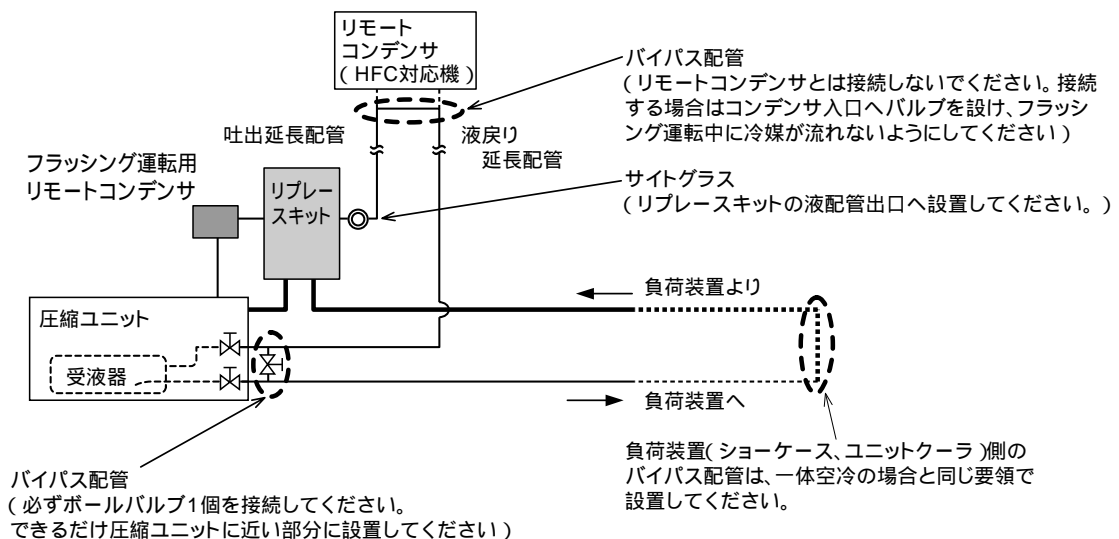 リモート
コンデンサ
（HFC対応機）
バイパス配管
（リモートコンデンサとは接続しないでください。接続
する場合はコンデンサ入口へバルブを設け、フラッシ
ング運転中に冷媒が流れないようにしてください）
吐出延長配管
液戻り
延長配管
フラッシング運転用
リモートコンデンサ
リプレー
スキット
サイトグラス
（リプレースキットの液配管出口へ設置してください。）
負荷装置より
圧縮ユニット
受液器
負荷装置へ
負荷装置（ショーケース、ユニットクーラ）側の
バイパス配管は、一体空冷の場合と同じ要領で
設置してください。
バイパス配管
（必ずボールバルブ1個を接続してください。
できるだけ圧縮ユニットに近い部分に設置してください）